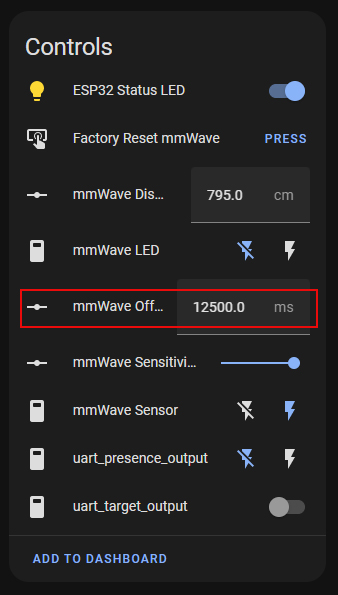 Controls
ESP32 Status LED
Factory Reset mmWave PRESS
mmWave Dis... 795.0 cm
mmWave LED
mmWave Off... 12500.0 ms
mmWave Sensitivi...
mmWave Sensor
uart_presence_output
uart_target_output
ADD TO DASHBOARD